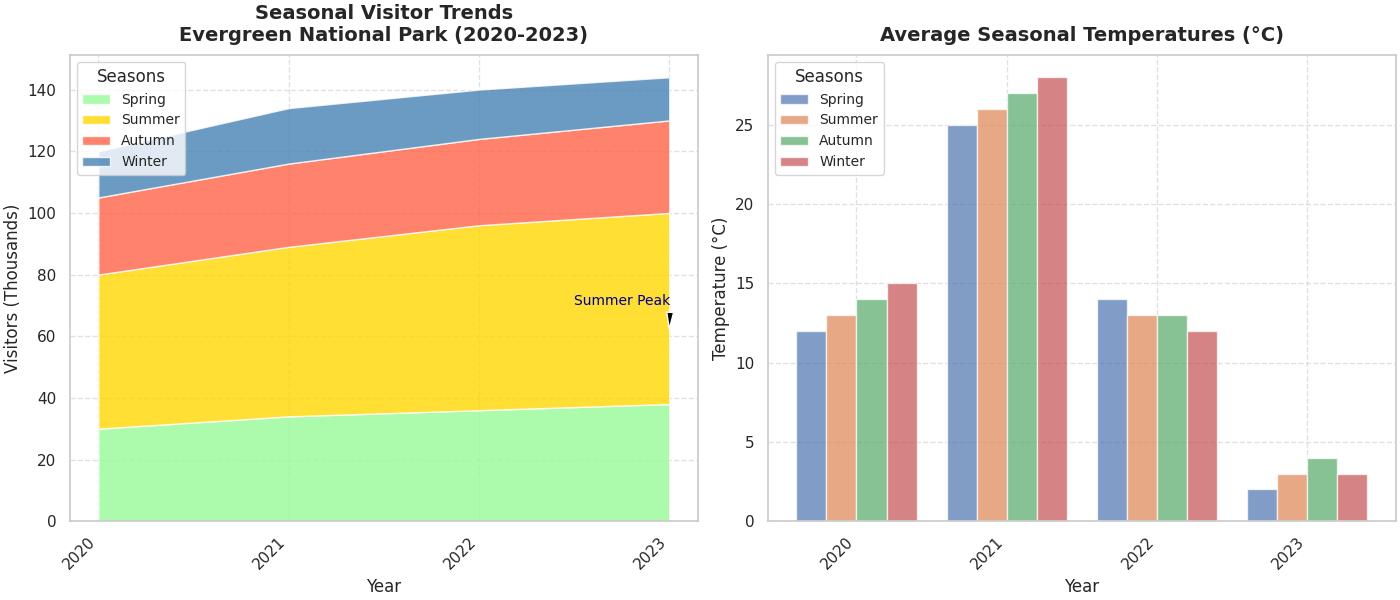 Seasonal Visitor Trends
Evergreen National Park (2020-2023)
Seasons
Spring
Summer
Autumn
Winter
Summer Peak
Visitors (Thousands)
0
20
40
60
80
100
120
140
2020
2021
2022
2023
Year
Average Seasonal Temperatures (°C)
Seasons
Spring
Summer
Autumn
Winter
Temperature (°C)
0
5
10
15
20
25
2020
2021
2022
2023
Year